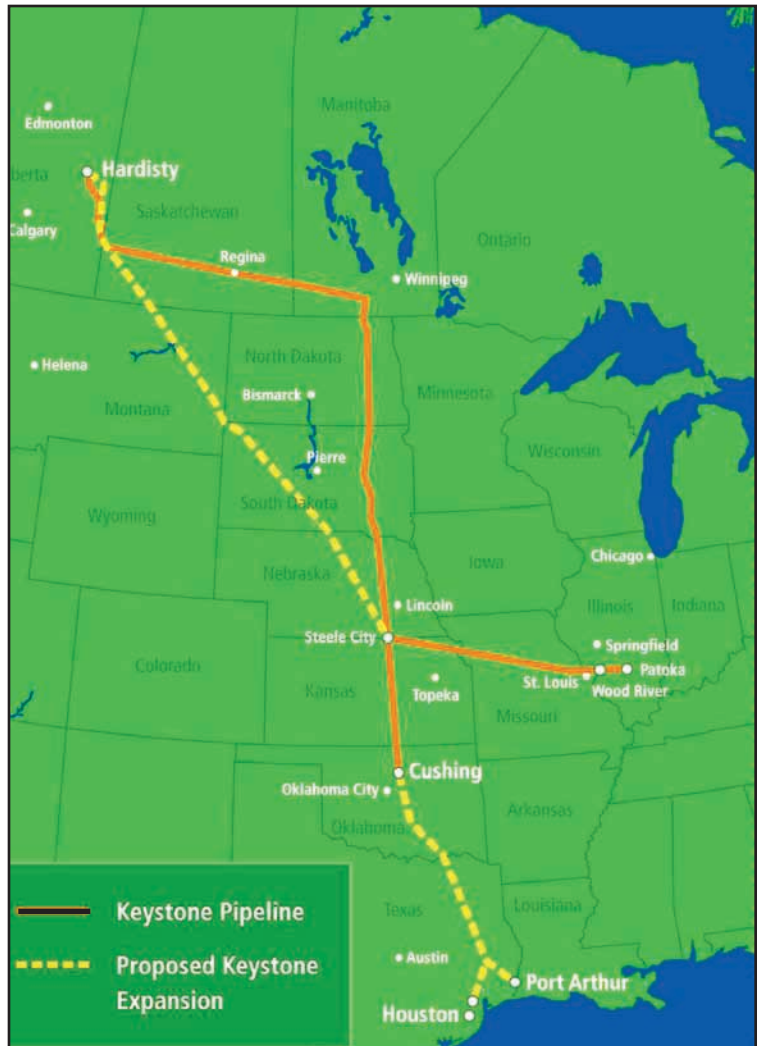 Manitoba
Edmonton
Hardisty
berta
Saskatchewan
Calgary
Ontario
Regina
Winnipeg
North Dakota
Helena
Minnesota
Bismarck
Montana
Wisconsin
Pierre
South Dakota
Wyoming
Chicago
Iowa
Nebraska
Lincoln
Illinois
Indiana
Steele City
Springfield
Colorado
Patoka
St. Louis
Kansas
Topeka
Wood River
Missouri
Cushing
Oklahoma City
Arkansas
Oklahoma
Keystone Pipeline
Texas
Louisiana
Austin
Proposed Keystone
Expansion
Port Arthur
Houston